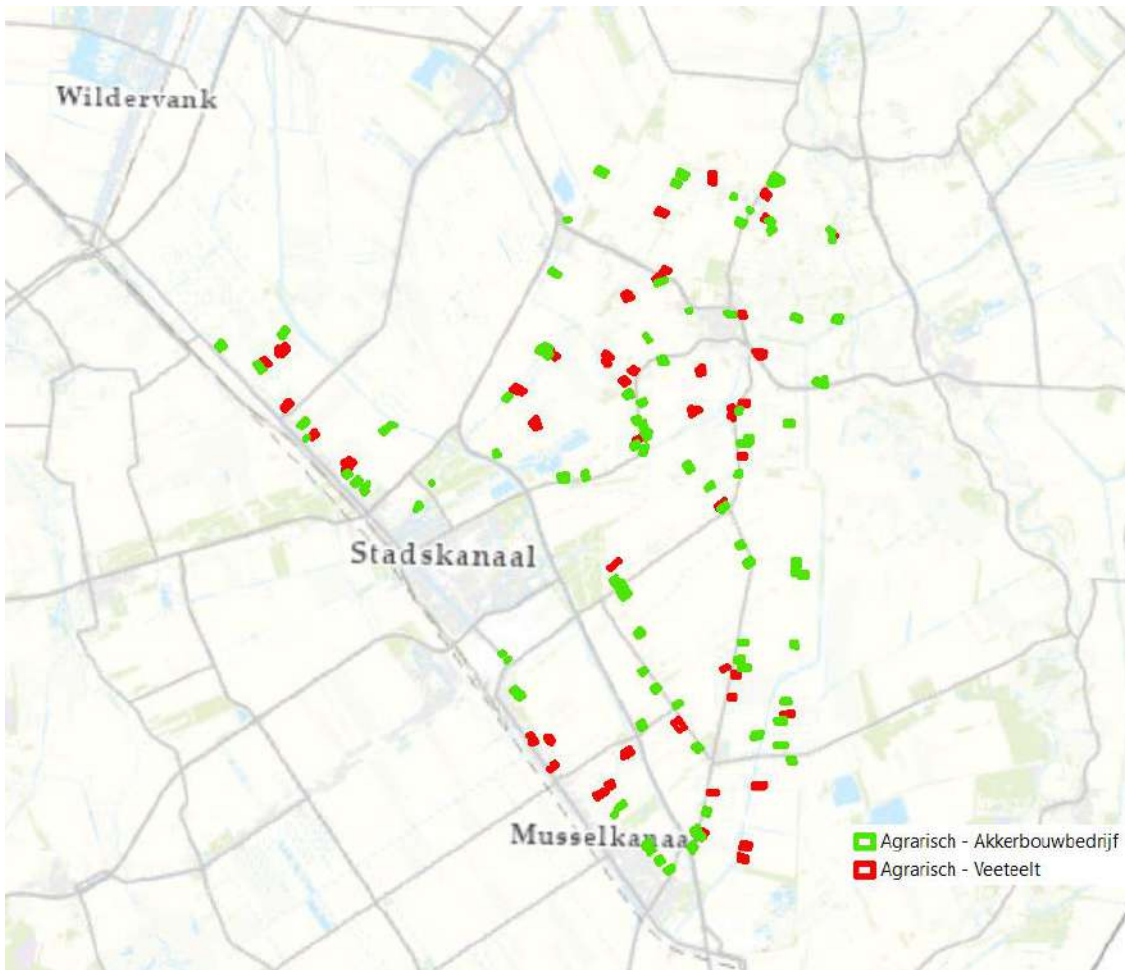 Wildervank
Stadskanaal
Musselkanaal
Agrarisch - Akkerbouwbedrijf
Agrarisch - Veeteelt